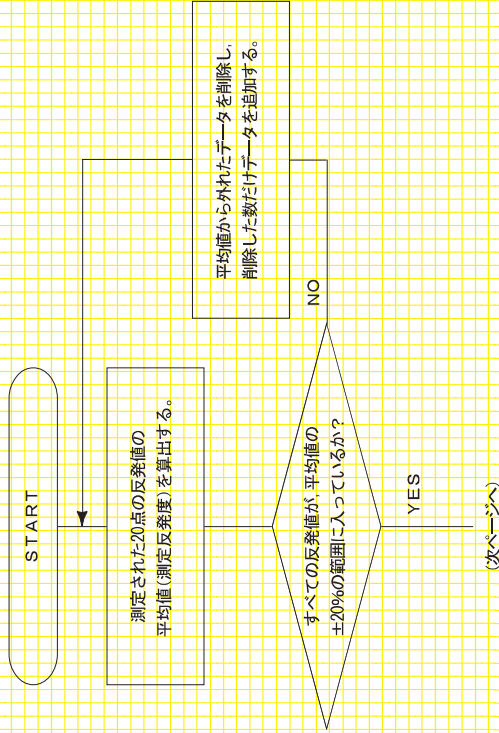 START
測定された20点の反発値の
平均値(測定反発度)を算出する。
すべての反発値が,平均値の
±20%の範囲に入っているか?
NO
平均値から外れたデータを削除し,
削除した数だけデータを追加する。
YES
(次ページへ)